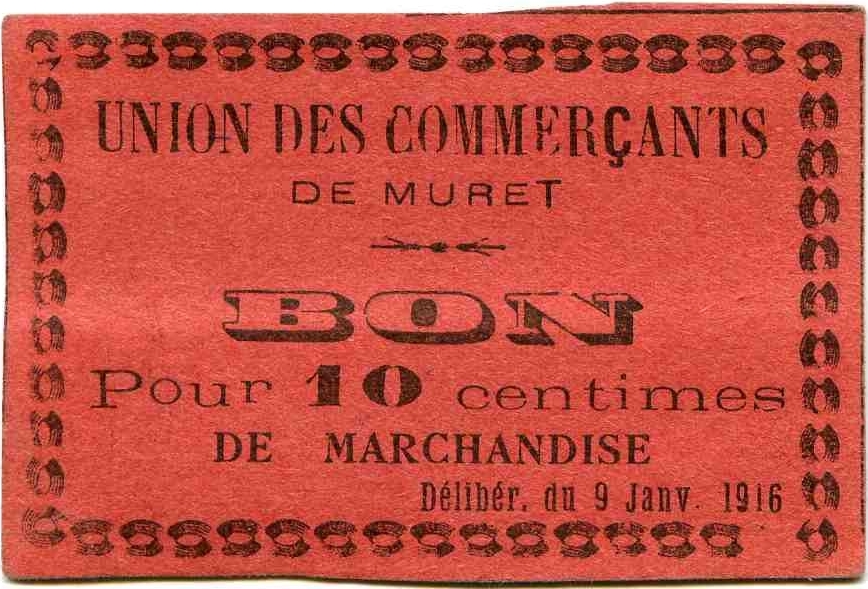 UNION DES COMMERÇANTS
DE MURET
BON
Pour 10 centimes
DE MARCHANDISE
Délibér. du 9 Janv. 1916